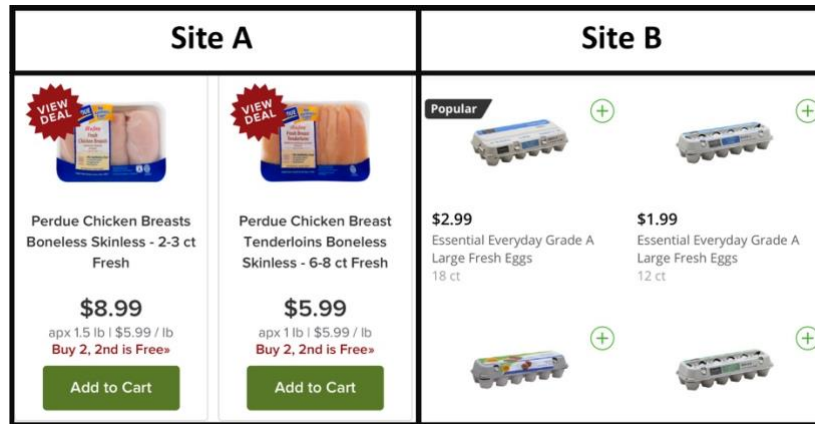 Site A
Site B
VIEW
DEAL
Perdue Chicken Breasts
Boneless Skinless - 2-3 ct
Fresh
$8.99
apx 1.5 lb | $5.99 / lb
Buy 2, 2nd is Free»
Add to Cart
VIEW
DEAL
Perdue Chicken Breast
Tenderloins Boneless
Skinless - 6-8 ct Fresh
$5.99
apx 1 lb | $5.99 / lb
Buy 2, 2nd is Free»
Add to Cart
Popular
$2.99
Essential Everyday Grade A
Large Fresh Eggs
18 ct
$1.99
Essential Everyday Grade A
Large Fresh Eggs
12 ct